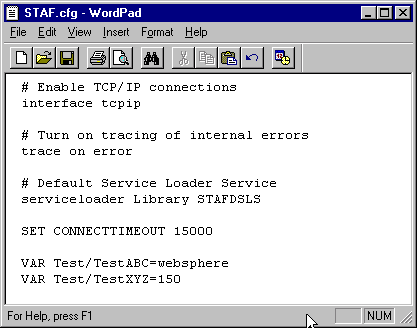 STAF.cfg - WordPad
File Edit View Insert Format Help
# Enable TCP/IP connections
interface tcpip
# Turn on tracing of internal errors
trace on error
# Default Service Loader Service
serviceloader Library STAFDSLS
SET CONNECTTIMEOUT 15000
VAR Test/TestABC=websphere
VAR Test/TestXYZ=150
For Help, press F1
NUM